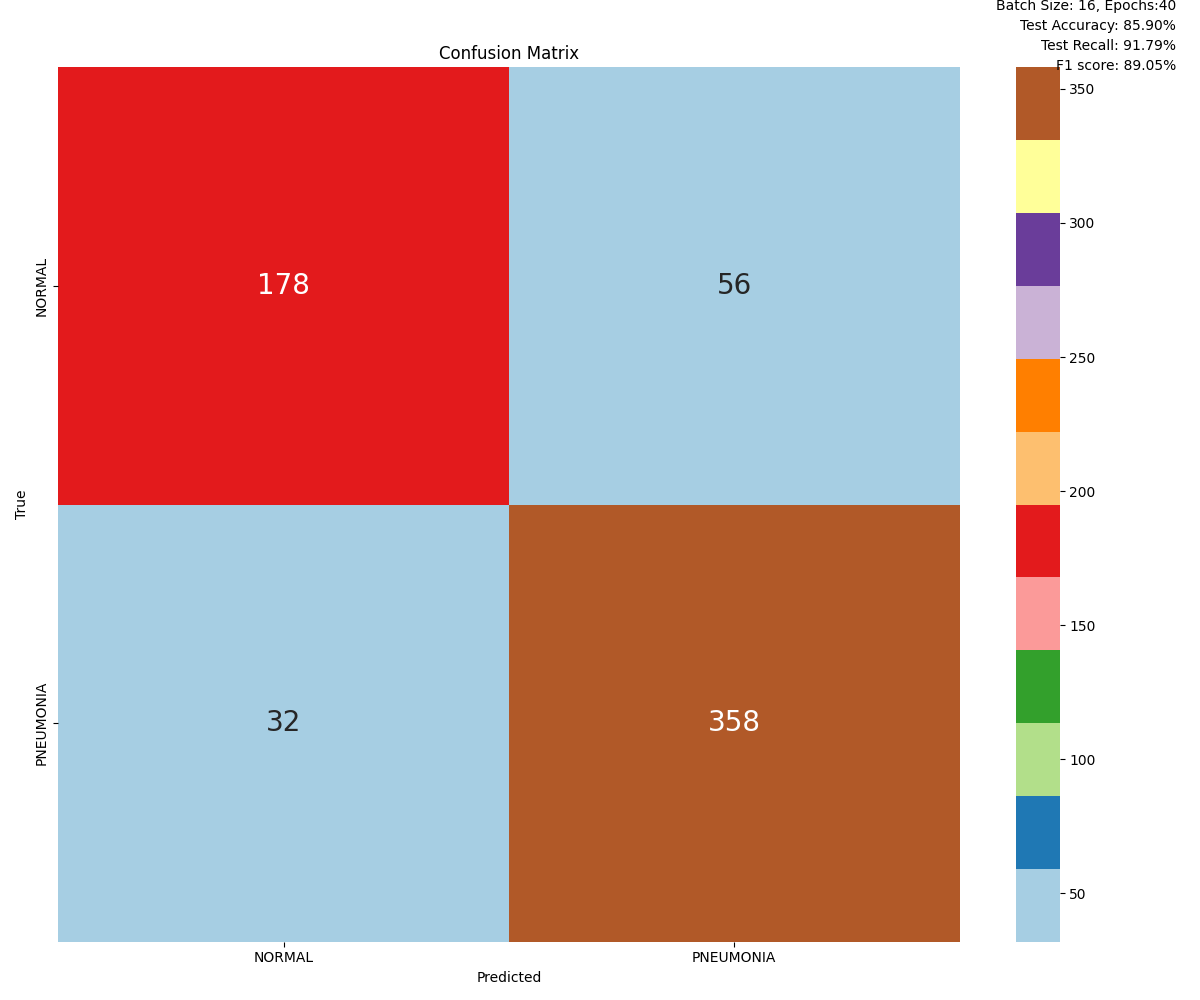 Batch Size: 16, Epochs:40
Test Accuracy: 85.90%
Test Recall: 91.79%
F1 score: 89.05%
Confusion Matrix
NORMAL
PNEUMONIA
True
178
56
32
358
NORMAL
PNEUMONIA
Predicted
350
300
250
200
150
100
50